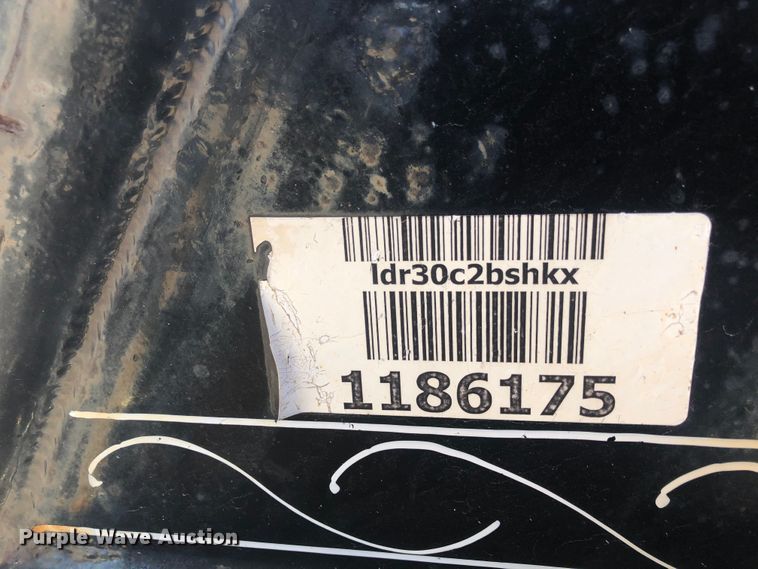 ldr30c2bshkx
1186175
Purple Wave Auction